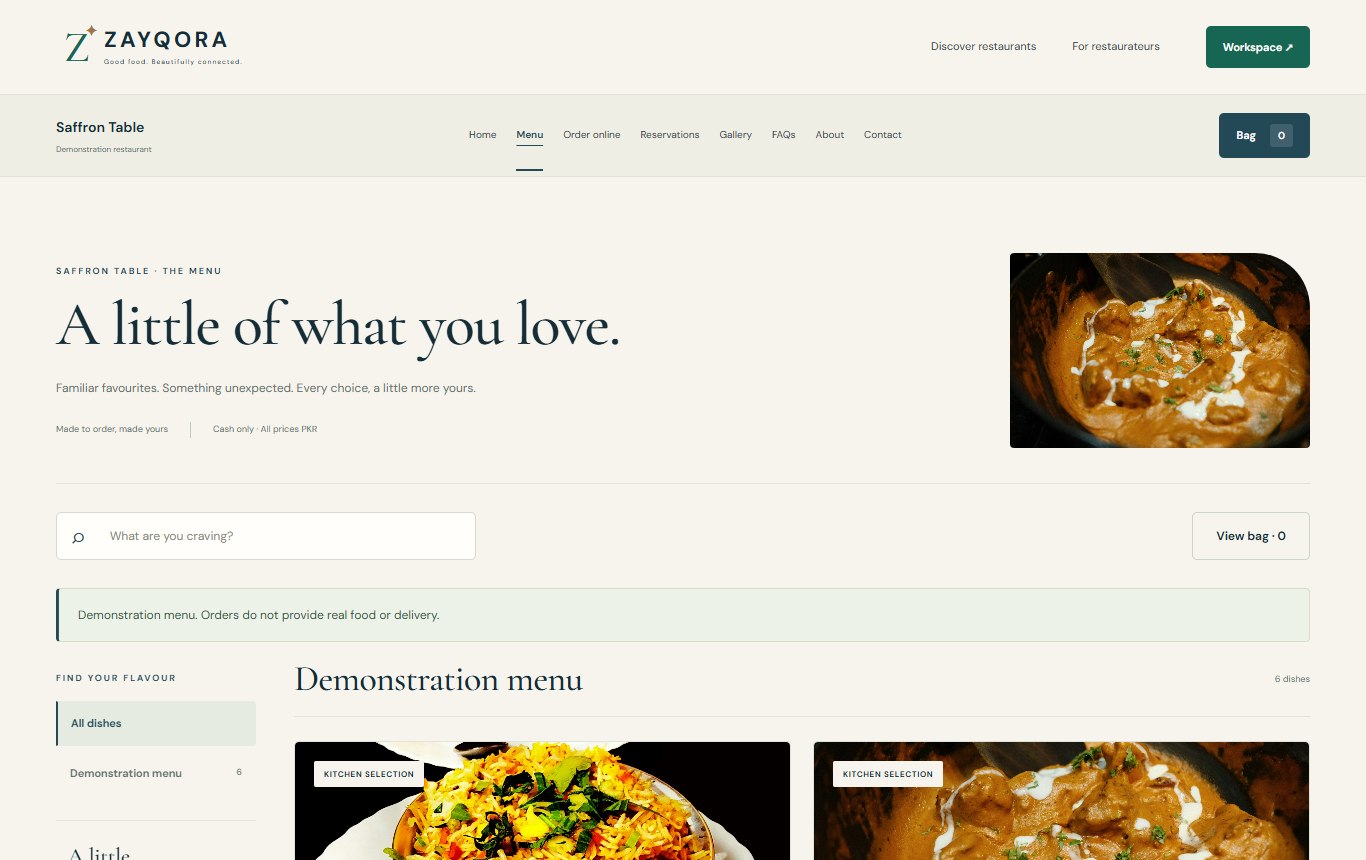 Z ZAYQORA
Good food. Beautifully connected.
Discover restaurants
For restaurateurs
Workspace ↗
Saffron Table
Demonstration restaurant
Home
Menu
Order online
Reservations
Gallery
FAQs
About
Contact
Bag 0
SAFFRON TABLE · THE MENU
A little of what you love.
Familiar favourites. Something unexpected. Every choice, a little more yours.
Made to order, made yours
Cash only · All prices PKR
What are you craving?
View bag · 0
Demonstration menu. Orders do not provide real food or delivery.
FIND YOUR FLAVOUR
All dishes
Demonstration menu 6
A little
Demonstration menu
6 dishes
KITCHEN SELECTION
KITCHEN SELECTION